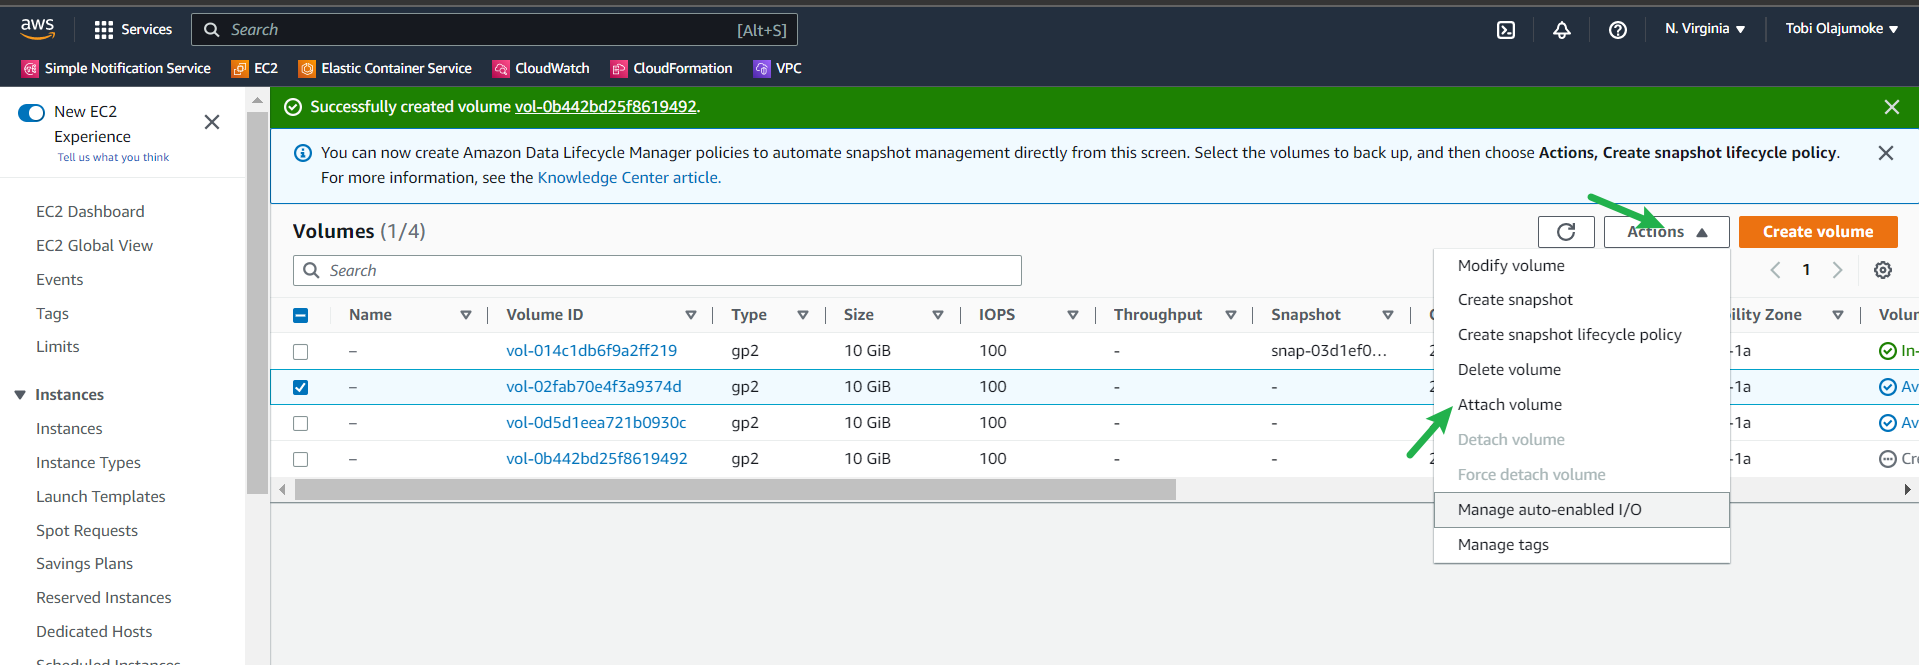 aws Services Search [Alt+S] N. Virginia Tobi Olajumoke
Simple Notification Service EC2 Elastic Container Service CloudWatch CloudFormation VPC
New EC2
Experience
Tell us what you think
EC2 Dashboard
EC2 Global View
Events
Tags
Limits
Instances
Instances
Instance Types
Launch Templates
Spot Requests
Savings Plans
Reserved Instances
Dedicated Hosts
Scheduled Instances
Successfully created volume vol-0b442bd25f8619492.
You can now create Amazon Data Lifecycle Manager policies to automate snapshot management directly from this screen. Select the volumes to back up, and then choose Actions, Create snapshot lifecycle policy.
For more information, see the Knowledge Center article.
Volumes (1/4) Actions Create volume
Search 1
Name Volume ID Type Size IOPS Throughput Snapshot C ility Zone Volun
– vol-014c1db6f9a2ff219 gp2 10 GiB 100 - snap-03d1ef0... 2 -1a In-
– vol-02fab70e4f3a9374d gp2 10 GiB 100 - - 2 -1a Av
– vol-0d5d1eea721b0930c gp2 10 GiB 100 - - 2 -1a Av
– vol-0b442bd25f8619492 gp2 10 GiB 100 - - 2 -1a Cre
Modify volume
Create snapshot
Create snapshot lifecycle policy
Delete volume
Attach volume
Detach volume
Force detach volume
Manage auto-enabled I/O
Manage tags